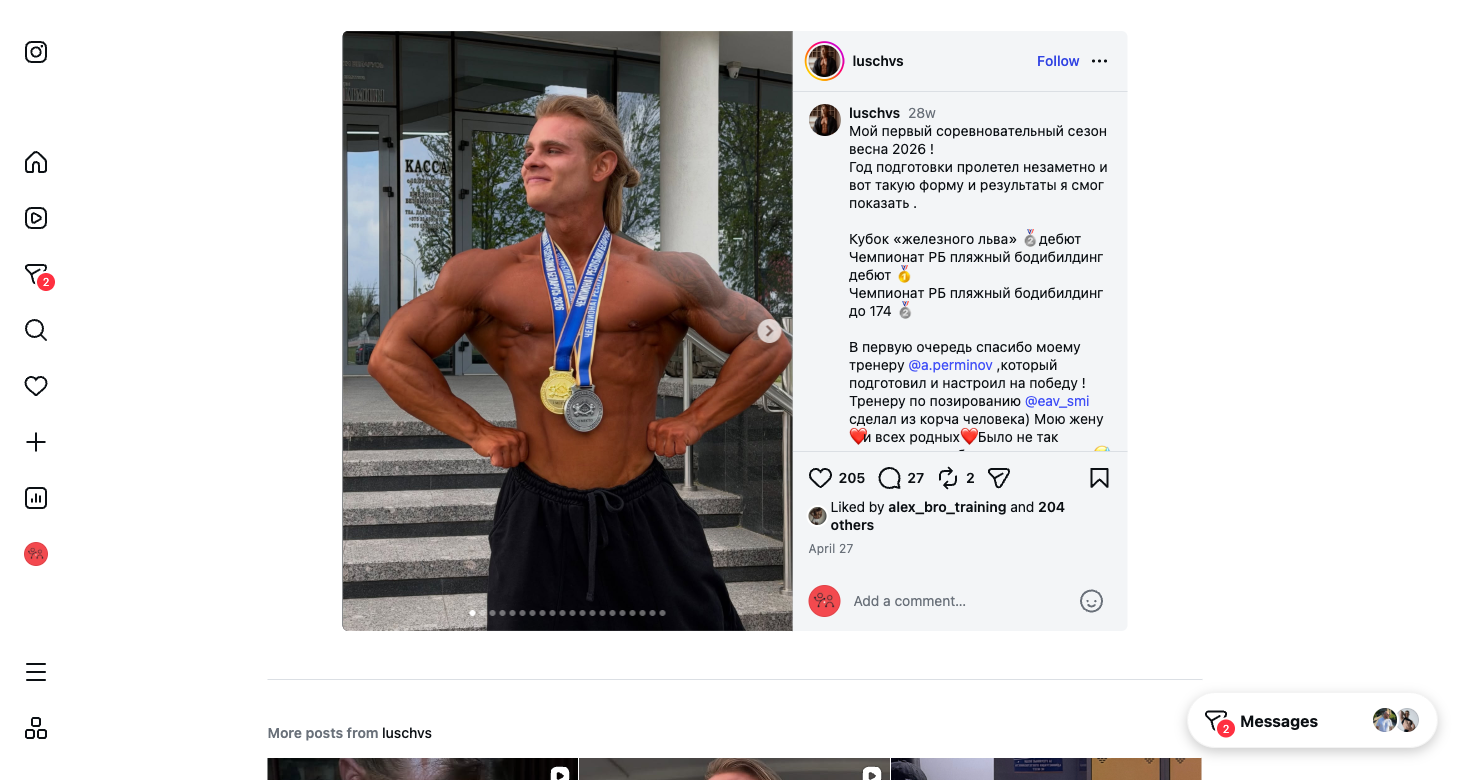 2
КАССА
ЧЕМПИОНАТ РЕСПУБЛИКИ
luschvs
Follow
luschvs 28w
Мой первый соревновательный сезон
весна 2026 !
Год подготовки пролетел незаметно и
вот такую форму и результаты я смог
показать .
Кубок «железного льва» 🥈дебют
Чемпионат РБ пляжный бодибилдинг
дебют 🥇
Чемпионат РБ пляжный бодибилдинг
до 174 🥈
В первую очередь спасибо моему
тренеру @a.perminov ,который
подготовил и настроил на победу !
Тренеру по позированию @eav_smi
сделал из корча человека) Мою жену
❤️и всех родных❤️Было не так
205 27 2
Liked by alex_bro_training and 204
others
April 27
Add a comment...
More posts from luschvs
2 Messages